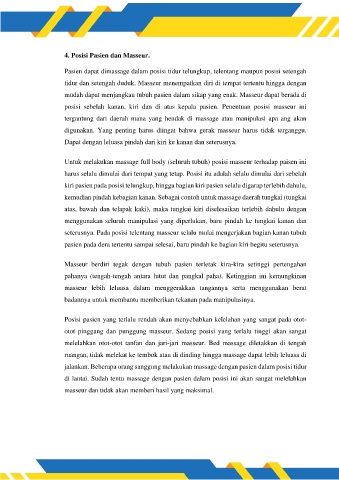 4. Posisi Pasien dan Masseur.
Pasien dapat dimassage dalam posisi tidur telungkup, telentang maupun posisi setengah
tidur dan setengah duduk. Masseur menempatkan diri di tempat tertentu hingga dengan
mudah dapat menjangkau tubuh pasien dalam sikap yang enak. Masseur dapat berada di
posisi sebelah kanan, kiri dan di atas kepala pasien. Penentuan posisi masseur ini
tergantung dari daerah mana yang hendak di massage atau manipulasi apa ang akan
digunakan. Yang penting harus diingat bahwa gerak masseur harus tidak terganggu.
Dapat dengan leluasa pindah dari kiri ke kanan dan seterusnya.
Untuk melakukan massage full body (seluruh tubuh) posisi masseur terhadap paisen ini
harus selalu dimulai dari tempat yang tetap. Posisi itu adalah selalu dimulai dari sebelah
kiri pasien pada posisi telungkup, hingga bagian kiri pasien selalu digarap terlebih dahulu,
kemudian pindah kebagian kanan. Sebagai contoh untuk massage daerah tungkai (tungkai
atas, bawah dan telapak kaki), maka tungkai kiri diselesaikan terlebih dahulu dengan
menggunakan seluruh manipulasi yang diperlukan, baru pindah ke tungkai kanan dan
seterusnya. Pada posisi telentang masseur selalu mulai mengerjakan bagian kanan tubuh
pasien pada dera tertentu sampai selesai, baru pindah ke bagian kiri begitu seterusnya.
Masseur berdiri tegak dengan tubuh pasien terletak kira-kira setinggi pertengahan
pahanya (tengah-tengah antara lutut dan pangkal paha). Ketinggian ini kemungkinan
masseur lebih leluasa dalam menggerakkan tangannya serta menggunakan berat
badannya untuk membantu memberikan tekanan pada manipulasinya.
Posisi pasien yang terlalu rendah akan menyebabkan kelelahan yang sangat pada otot-
otot pinggang dan punggung masseur. Sedang posisi yang terlalu tinggi akan sangat
melelahkan otot-otot tanfan dan jari-jari masseur. Bed massage diletakkan di tengah
ruangan, tidak melekat ke tembok atau di dinding hingga massage dapat lebih leluasa di
jalankan. Beberapa orang sanggung melakukan massage dengan pasien dalam posisi tidur
di lantai. Sudah tentu massage dengan pasien dalam posisi ini akan sangat melelahkan
masseur dan tidak akan memberi hasil yang maksimal.